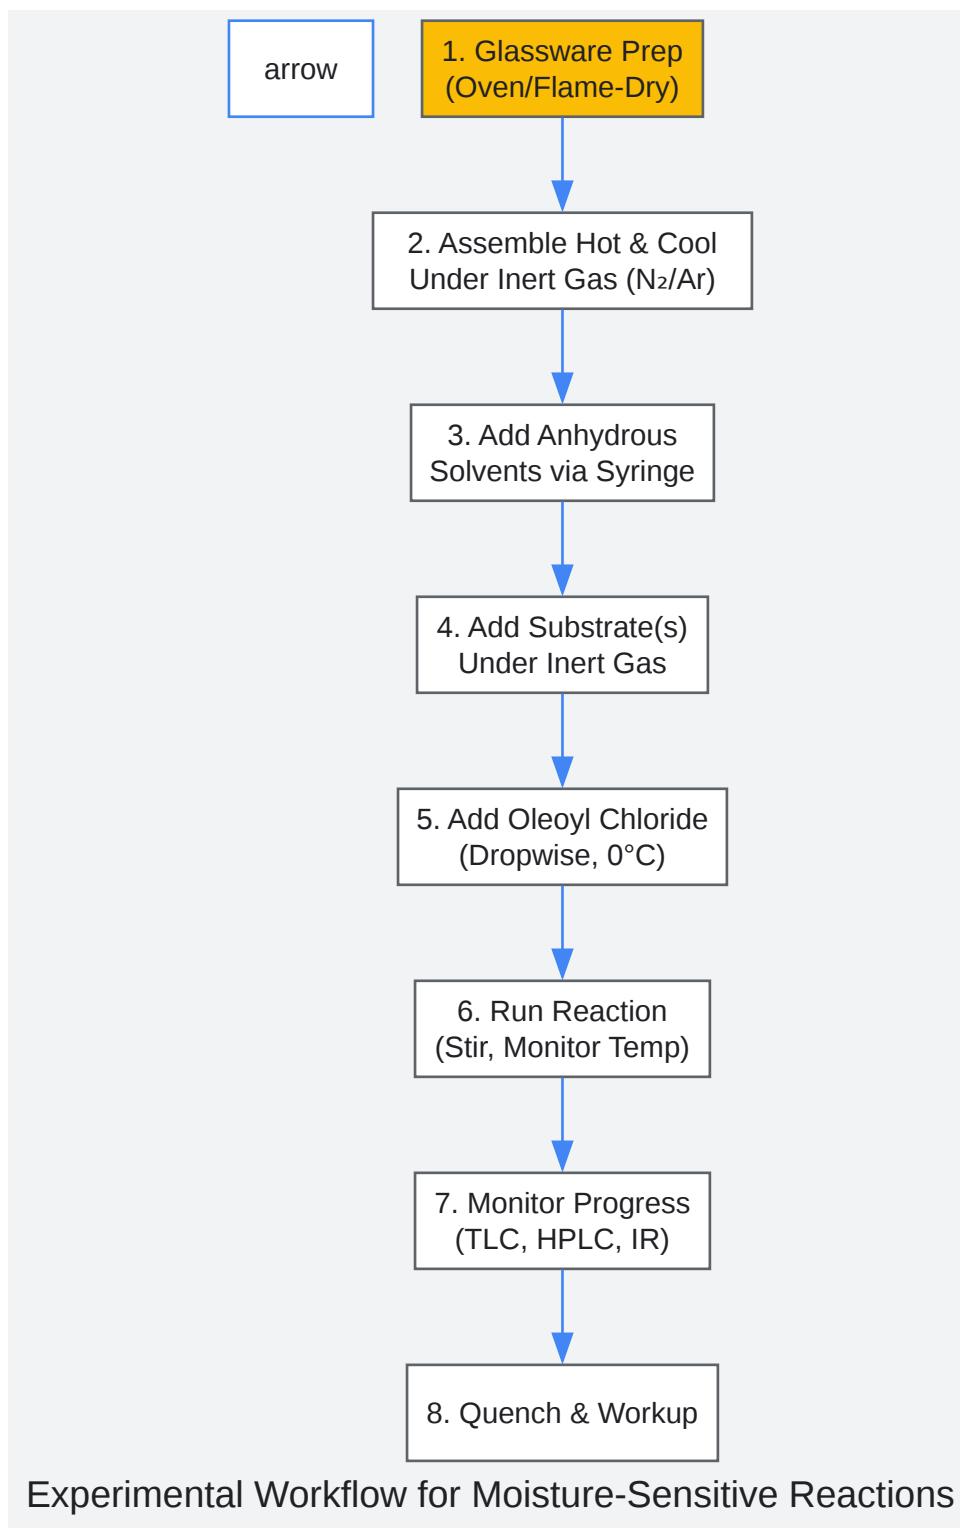 arrow
1. Glassware Prep
(Oven/Flame-Dry)
2. Assemble Hot & Cool
Under Inert Gas (N₂/Ar)
3. Add Anhydrous
Solvents via Syringe
4. Add Substrate(s)
Under Inert Gas
5. Add Oleoyl Chloride
(Dropwise, 0°C)
6. Run Reaction
(Stir, Monitor Temp)
7. Monitor Progress
(TLC, HPLC, IR)
8. Quench & Workup
Experimental Workflow for Moisture-Sensitive Reactions